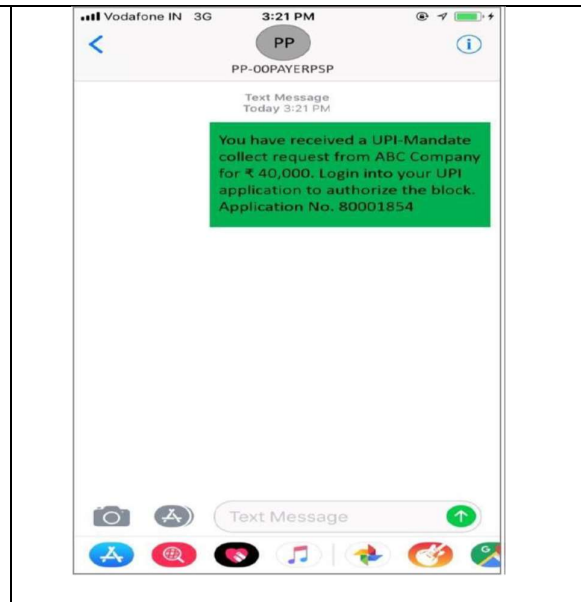 Vodafone IN 3G 3:21 PM
PP
PP-OOPAYERPSP
Text Message
Today 3:21 PM
You have received a UPI-Mandate
collect request from ABC Company
for ₹ 40,000. Login into your UPI
application to authorize the block.
Application No. 80001854
Text Message